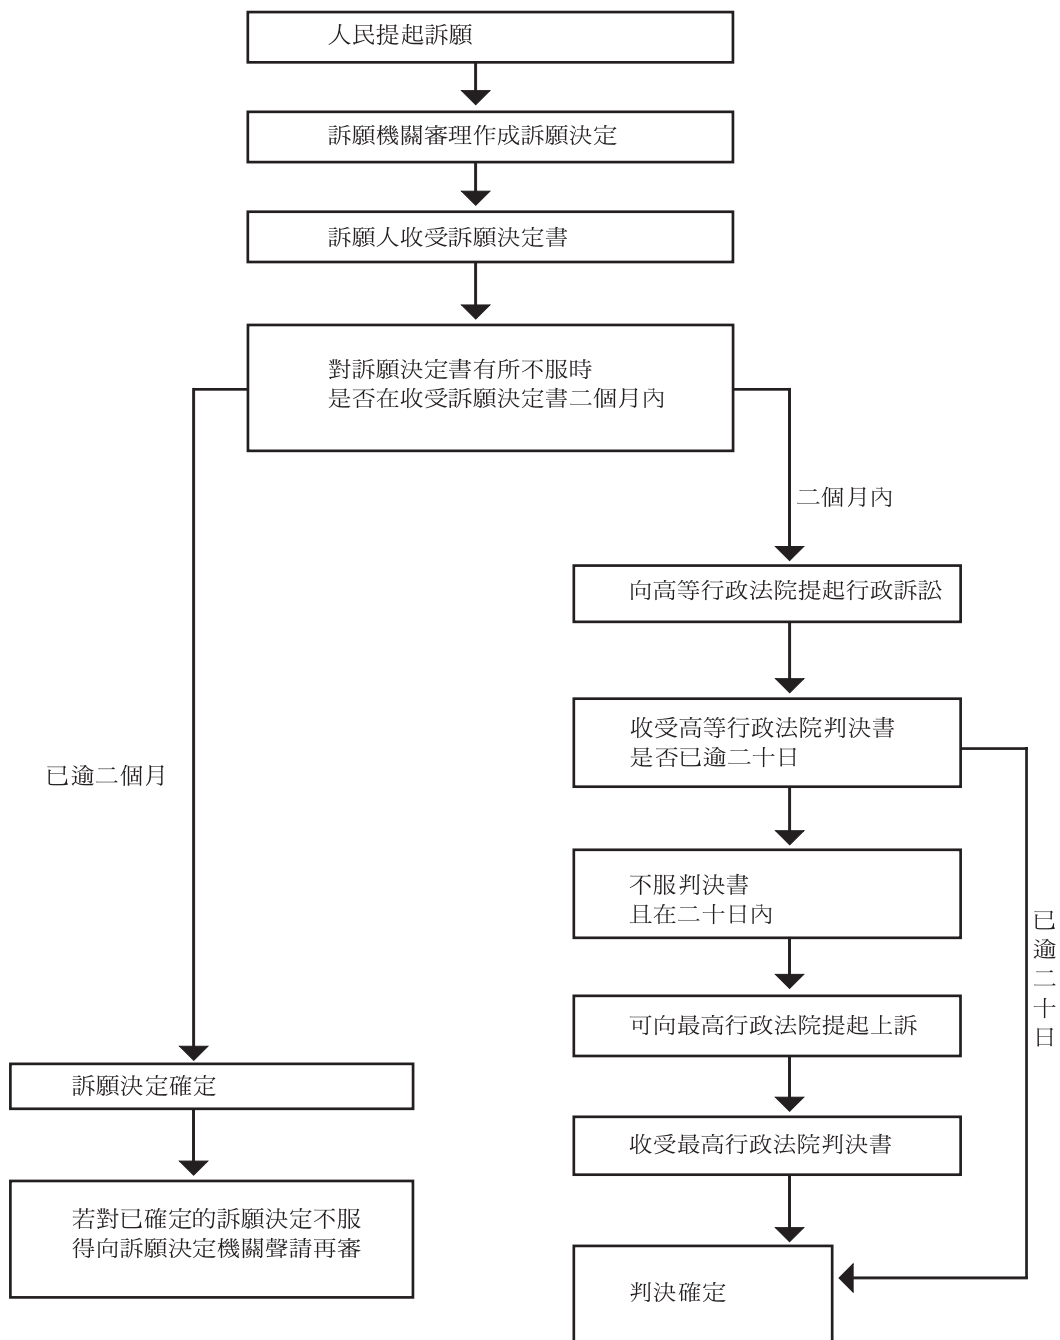 人民提起訴願
訴願機關審理作成訴願決定
訴願人收受訴願決定書
對訴願決定書有所不服時
是否在收受訴願決定書二個月內
二個月內
向高等行政法院提起行政訴訟
收受高等行政法院判決書
是否已逾二十日
已逾二個月
不服判決書
且在二十日內
已逾二十日
可向最高行政法院提起上訴
訴願決定確定
收受最高行政法院判決書
若對已確定的訴願決定不服
得向訴願決定機關聲請再審
判決確定